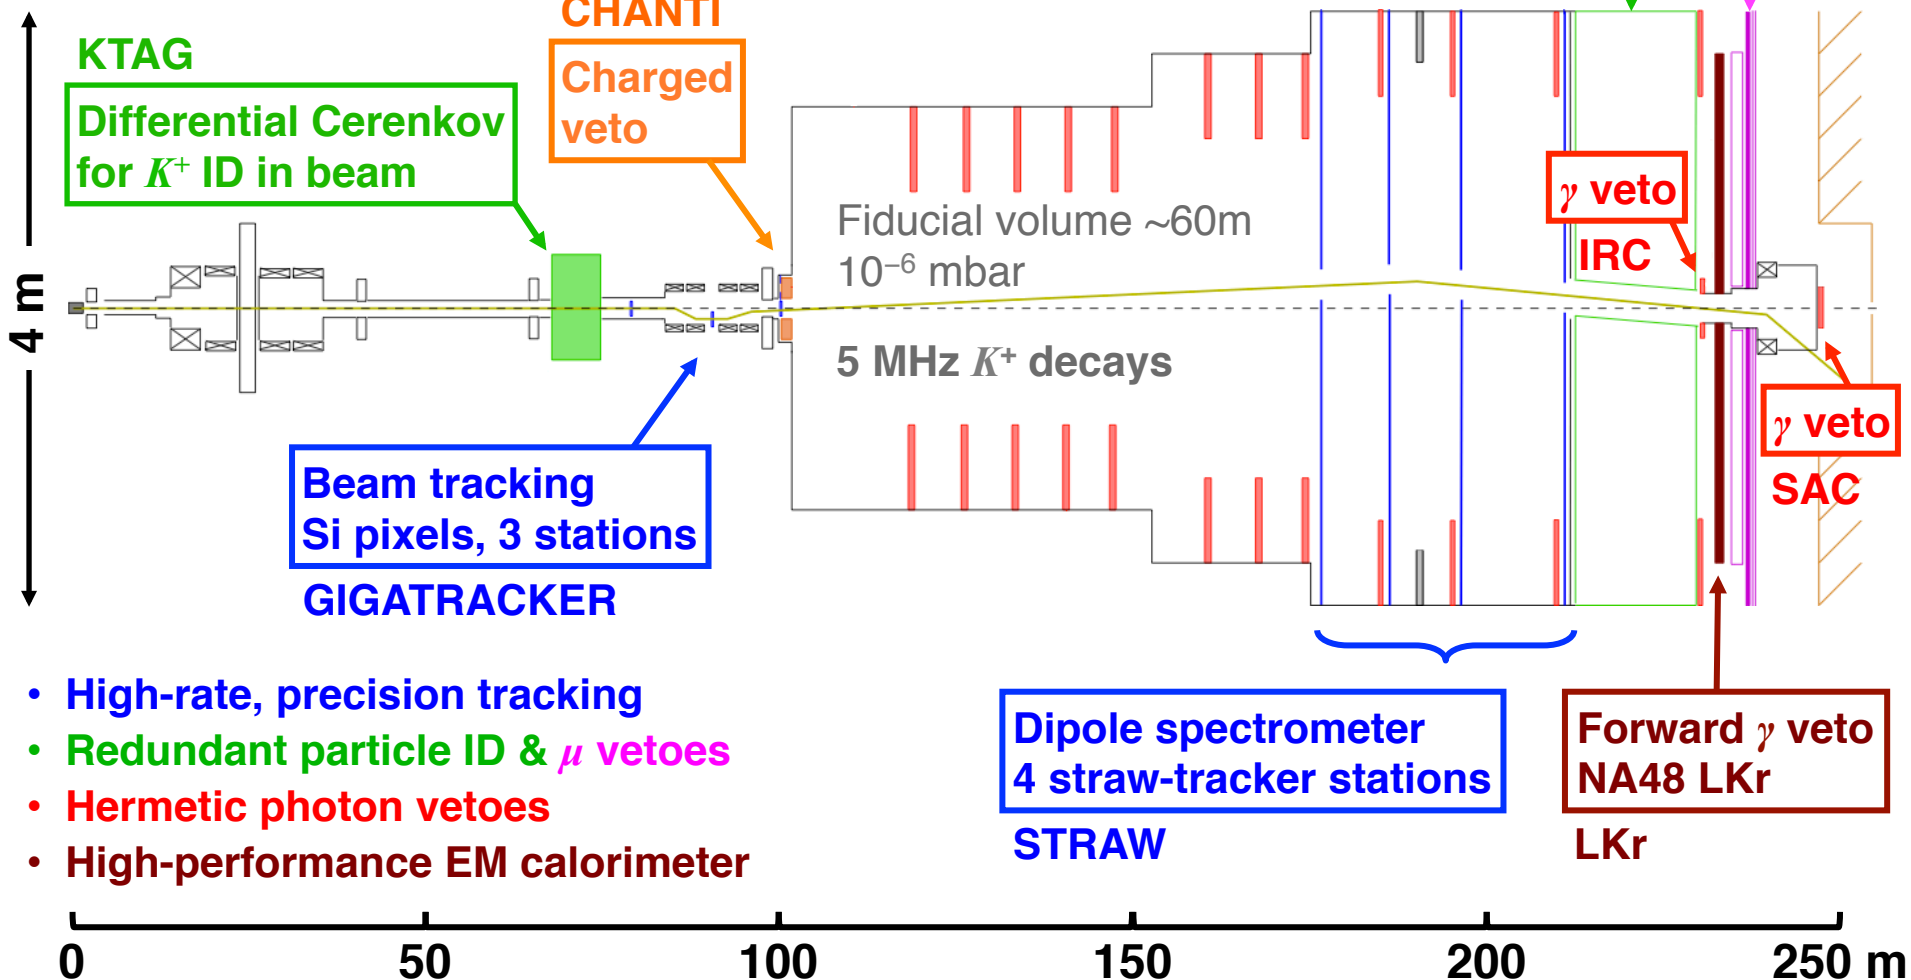 CHANTI
Charged
veto
KTAG
Differential Cerenkov
for K⁺ ID in beam
4 m
Fiducial volume ~60m
10⁻⁶ mbar
5 MHz K⁺ decays
γ veto
IRC
γ veto
SAC
Beam tracking
Si pixels, 3 stations
GIGATRACKER
• High-rate, precision tracking
• Redundant particle ID & μ vetoes
• Hermetic photon vetoes
• High-performance EM calorimeter
Dipole spectrometer
4 straw-tracker stations
STRAW
Forward γ veto
NA48 LKr
LKr
0 50 100 150 200 250 m